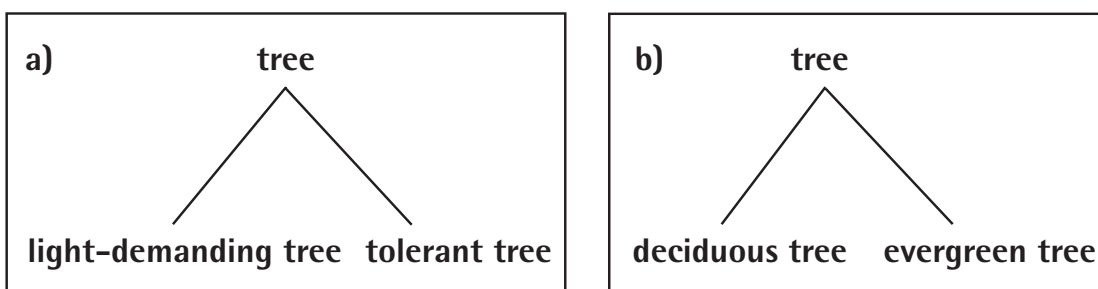 a) tree
light-demanding tree tolerant tree
b) tree
deciduous tree evergreen tree